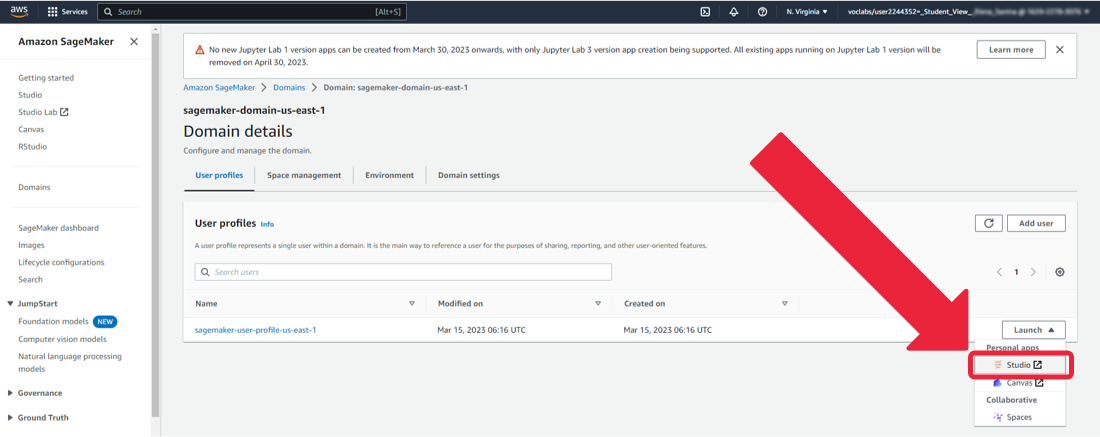 aws Services Search [Alt+S] N. Virginia voclabs/user2244352=_Student_View_
Amazon SageMaker
Getting started
Studio
Studio Lab
Canvas
RStudio
Domains
SageMaker dashboard
Images
Lifecycle configurations
Search
JumpStart
Foundation models NEW
Computer vision models
Natural language processing
models
Governance
Ground Truth
No new Jupyter Lab 1 version apps can be created from March 30, 2023 onwards, with only Jupyter Lab 3 version app creation being supported. All existing apps running on Jupyter Lab 1 version will be
removed on April 30, 2023.
Learn more
Amazon SageMaker Domains Domain: sagemaker-domain-us-east-1
sagemaker-domain-us-east-1
Domain details
Configure and manage the domain.
User profiles Space management Environment Domain settings
User profiles Info
Add user
A user profile represents a single user within a domain. It is the main way to reference a user for the purposes of sharing, reporting, and other user-oriented features.
Search users
1
Name Modified on Created on
sagemaker-user-profile-us-east-1 Mar 15, 2023 06:16 UTC Mar 15, 2023 06:16 UTC Launch
Personal apps
Studio
Canvas
Collaborative
Spaces